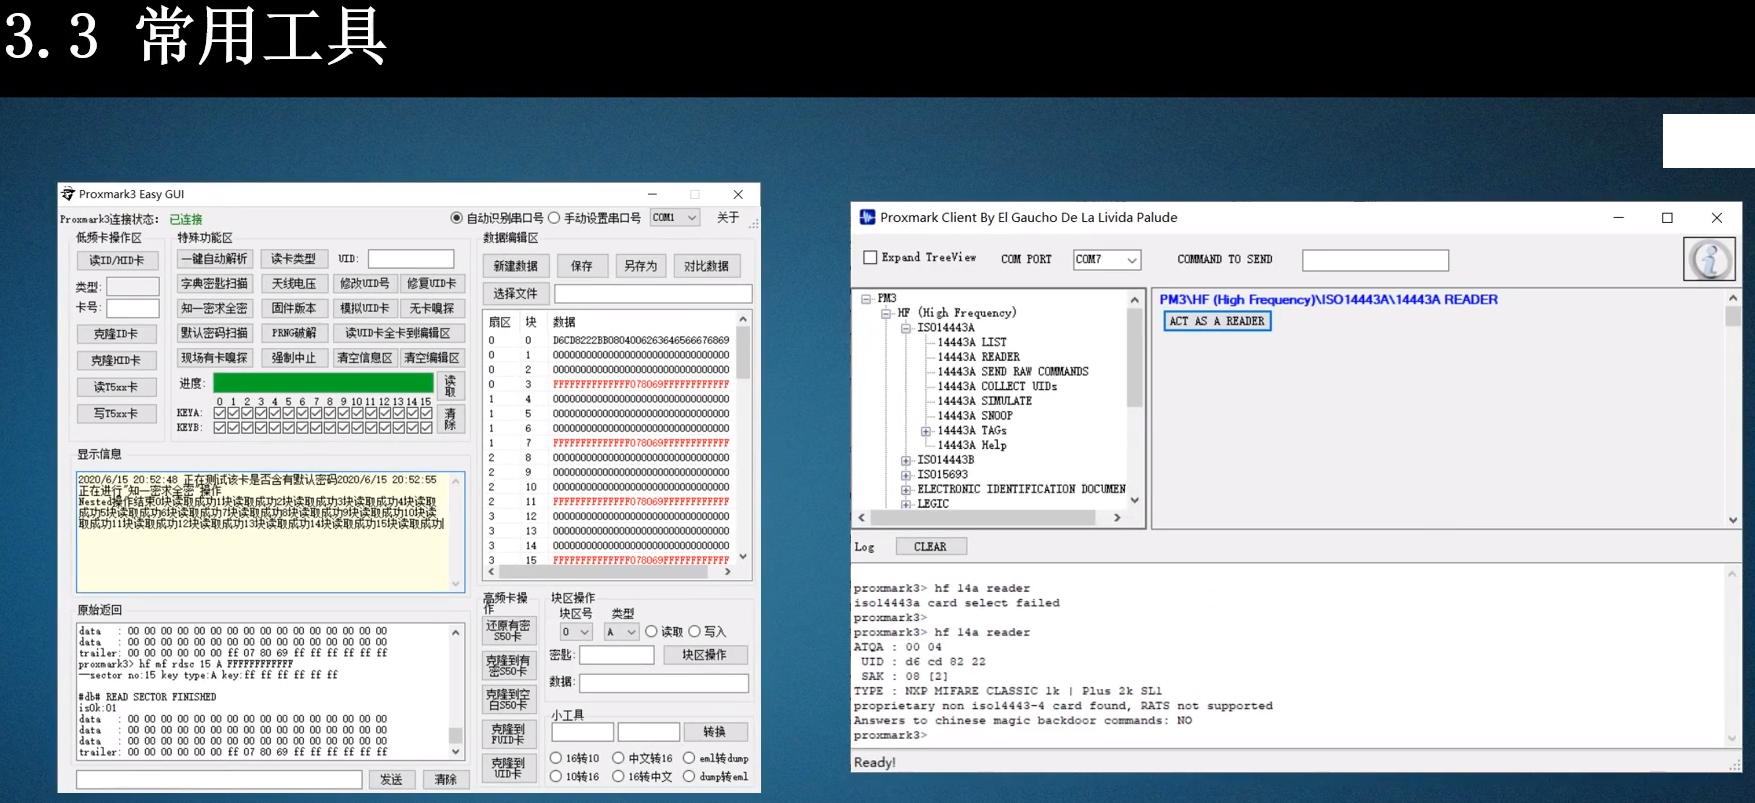 3.3 常用工具
Proxmark3 Easy GUI
Proxmark3连接状态: 已连接
自动识别串口号 手动设置串口号 COM1 关于
低频卡操作区
读ID/HID卡
类型:
卡号:
克隆ID卡
克隆HID卡
读T5xx卡
写T5xx卡
特殊功能区
一键自动解析 读卡类型 UID:
字典密匙扫描 天线电压 修改UID号 修复UID卡
知一密求全密 固件版本 模拟UID卡 无卡嗅探
默认密码扫描 PRNG破解 读UID卡全卡到编辑区
现场有卡嗅探 强制中止 清空信息区 清空编辑区
进度: 读取
0 1 2 3 4 5 6 7 8 9 10 11 12 13 14 15
KEYA: 清除
KEYB:
显示信息
2020/6/15 20:52:48 正在测试该卡是否含有默认密码2020/6/15 20:52:55
正在进行"知一密求全密"操作
Nested操作结束0块读取成功1块读取成功2块读取成功3块读取成功4块读取
成功5块读取成功6块读取成功7块读取成功8块读取成功9块读取成功10块读
取成功11块读取成功12块读取成功13块读取成功14块读取成功15块读取成功
原始返回
data : 00 00 00 00 00 00 00 00 00 00 00 00 00 00 00 00
data : 00 00 00 00 00 00 00 00 00 00 00 00 00 00 00 00
trailer: 00 00 00 00 00 00 ff 07 80 69 ff ff ff ff ff ff
proxmark3> hf mf rdsc 15 A FFFFFFFFFFFF
--sector no:15 key type:A key:ff ff ff ff ff ff
#db# READ SECTOR FINISHED
isOk:01
data : 00 00 00 00 00 00 00 00 00 00 00 00 00 00 00 00
data : 00 00 00 00 00 00 00 00 00 00 00 00 00 00 00 00
data : 00 00 00 00 00 00 00 00 00 00 00 00 00 00 00 00
trailer: 00 00 00 00 00 00 ff 07 80 69 ff ff ff ff ff ff
发送 清除
数据编辑区
新建数据 保存 另存为 对比数据
选择文件
扇区 块 数据
0 0 D6CD8222BB0804006263646566676869
0 1 00000000000000000000000000000000
0 2 00000000000000000000000000000000
0 3 FFFFFFFFFFFFFF078069FFFFFFFFFFFF
1 4 00000000000000000000000000000000
1 5 00000000000000000000000000000000
1 6 00000000000000000000000000000000
1 7 FFFFFFFFFFFFFF078069FFFFFFFFFFFF
2 8 00000000000000000000000000000000
2 9 00000000000000000000000000000000
2 10 00000000000000000000000000000000
2 11 FFFFFFFFFFFFFF078069FFFFFFFFFFFF
3 12 00000000000000000000000000000000
3 13 00000000000000000000000000000000
3 14 00000000000000000000000000000000
3 15 FFFFFFFFFFFFFF078069FFFFFFFFFFFF
高频卡操作
还原有密S50卡
克隆到有密S50卡
克隆到空白S50卡
克隆到FUID卡
克隆到UID卡
块区操作
块区号 类型
0 A 读取 写入
密匙: 块区操作
数据:
小工具
转换
16转10 中文转16 eml转dump
10转16 16转中文 dump转eml
Proxmark Client By El Gaucho De La Livida Palude
Expand TreeView COM PORT COM7 COMMAND TO SEND
PM3
HF (High Frequency)
ISO14443A
14443A LIST
14443A READER
14443A SEND RAW COMMANDS
14443A COLLECT UIDs
14443A SIMULATE
14443A SNOOP
14443A TAGs
14443A Help
ISO14443B
ISO15693
ELECTRONIC IDENTIFICATION DOCUMEN
LEGIC
PM3\HF (High Frequency)\ISO14443A\14443A READER
ACT AS A READER
Log CLEAR
proxmark3> hf 14a reader
iso14443a card select failed
proxmark3>
proxmark3> hf 14a reader
ATQA : 00 04
UID : d6 cd 82 22
SAK : 08 [2]
TYPE : NXP MIFARE CLASSIC 1k | Plus 2k SL1
proprietary non iso14443-4 card found, RATS not supported
Answers to chinese magic backdoor commands: NO
proxmark3>
Ready!